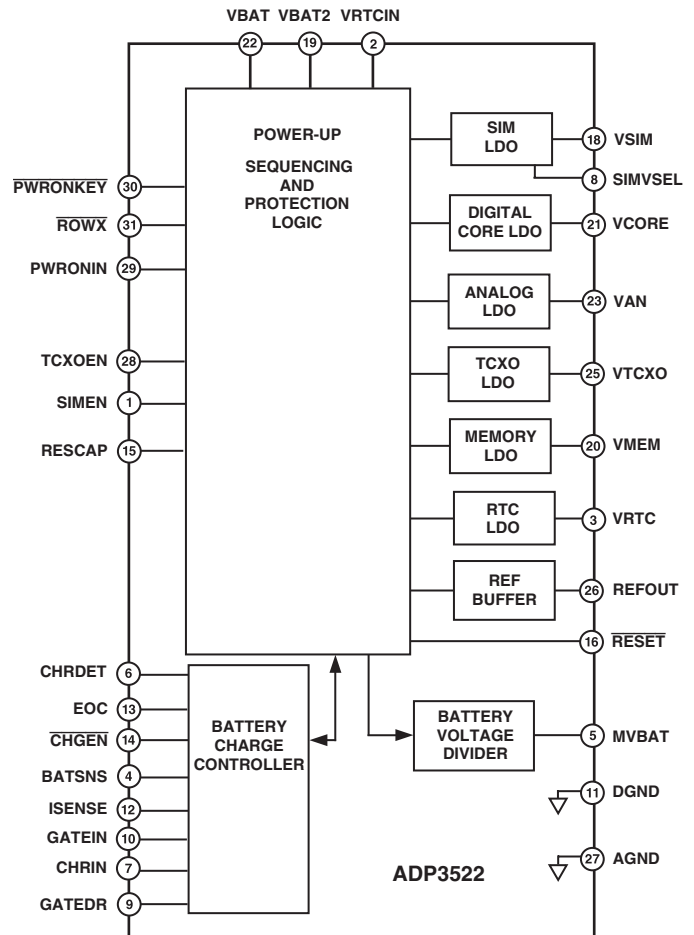 VBAT VBAT2 VRTCIN
22 19 2
POWER-UP
SEQUENCING
AND
PROTECTION
LOGIC
PWRONKEY 30
ROWX 31
PWRONIN 29
TCXOEN 28
SIMEN 1
RESCAP 15
SIM
LDO
18 VSIM
8 SIMVSEL
DIGITAL
CORE LDO
21 VCORE
ANALOG
LDO
23 VAN
TCXO
LDO
25 VTCXO
MEMORY
LDO
20 VMEM
RTC
LDO
3 VRTC
REF
BUFFER
26 REFOUT
16 RESET
CHRDET 6
EOC 13
CHGEN 14
BATSNS 4
ISENSE 12
GATEIN 10
CHRIN 7
GATEDR 9
BATTERY
CHARGE
CONTROLLER
BATTERY
VOLTAGE
DIVIDER
5 MVBAT
11 DGND
27 AGND
ADP3522